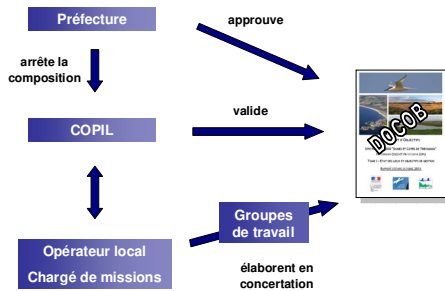 Préfecture
approuve
arrête la
composition
COPIL
valide
DOCOB
Groupes
de travail
Opérateur local
Chargé de missions
élaborent en
concertation